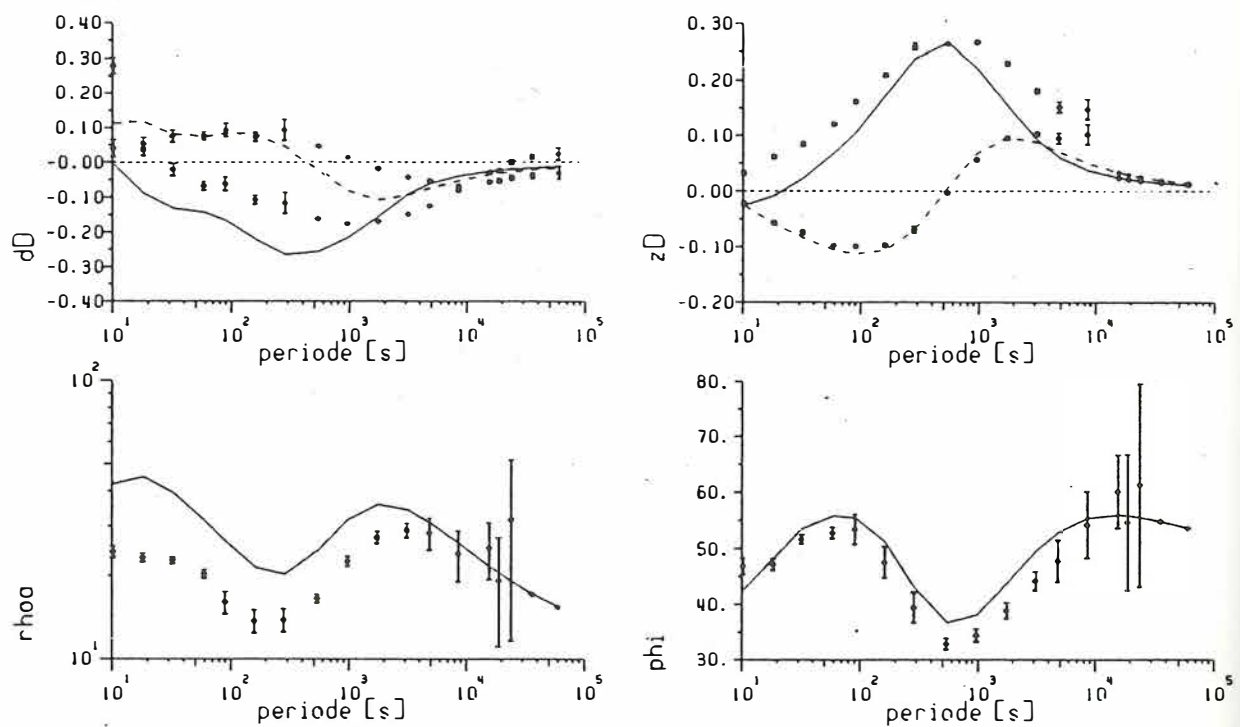 0.40
0.30
0.20
0.10
-0.00
-0.10
-0.20
-0.30
-0.40
dD
10¹ 10² 10³ 10⁴ 10⁵
periode [s]
0.30
0.20
0.10
0.00
-0.10
-0.20
zD
10¹ 10² 10³ 10⁴ 10⁵
periode [s]
10²
10¹
rhoa
10¹ 10² 10³ 10⁴ 10⁵
periode [s]
80.
70.
60.
50.
40.
30.
phi
10¹ 10² 10³ 10⁴ 10⁵
periode [s]